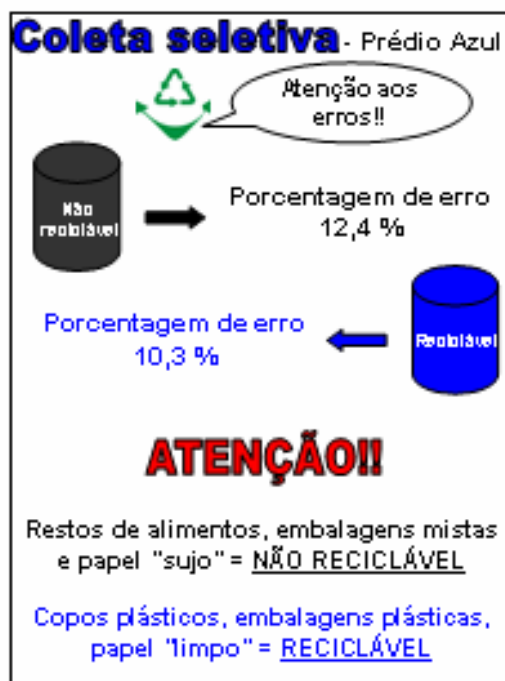 Coleta seletiva - Prédio Azul
Atenção aos
erros!!
Não
reciclável
Porcentagem de erro
12,4 %
Porcentagem de erro
10,3 %
Reciclável
ATENÇÃO!!
Restos de alimentos, embalagens mistas
e papel "sujo" = NÃO RECICLÁVEL
Copos plásticos, embalagens plásticas,
papel "limpo" = RECICLÁVEL